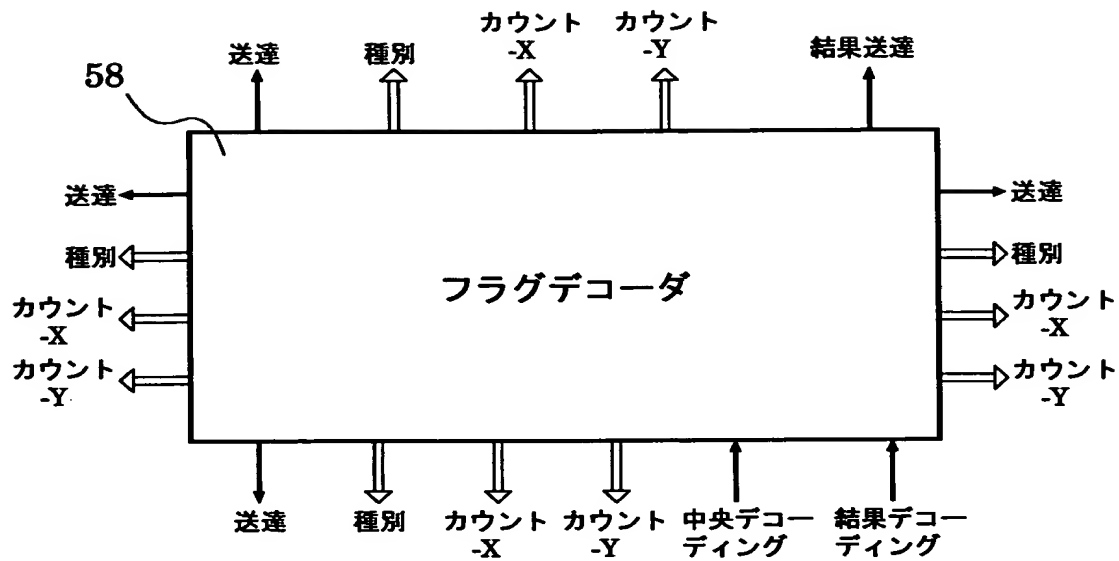 カウント
-X
カウント
-Y
送達
種別
結果送達
58
送達
送達
種別
種別
フラグデコーダ
カウント
-X
カウント
-X
カウント
-Y
カウント
-Y
送達
種別
カウント
-X
カウント
-Y
中央デコー
ディング
結果デコー
ディング